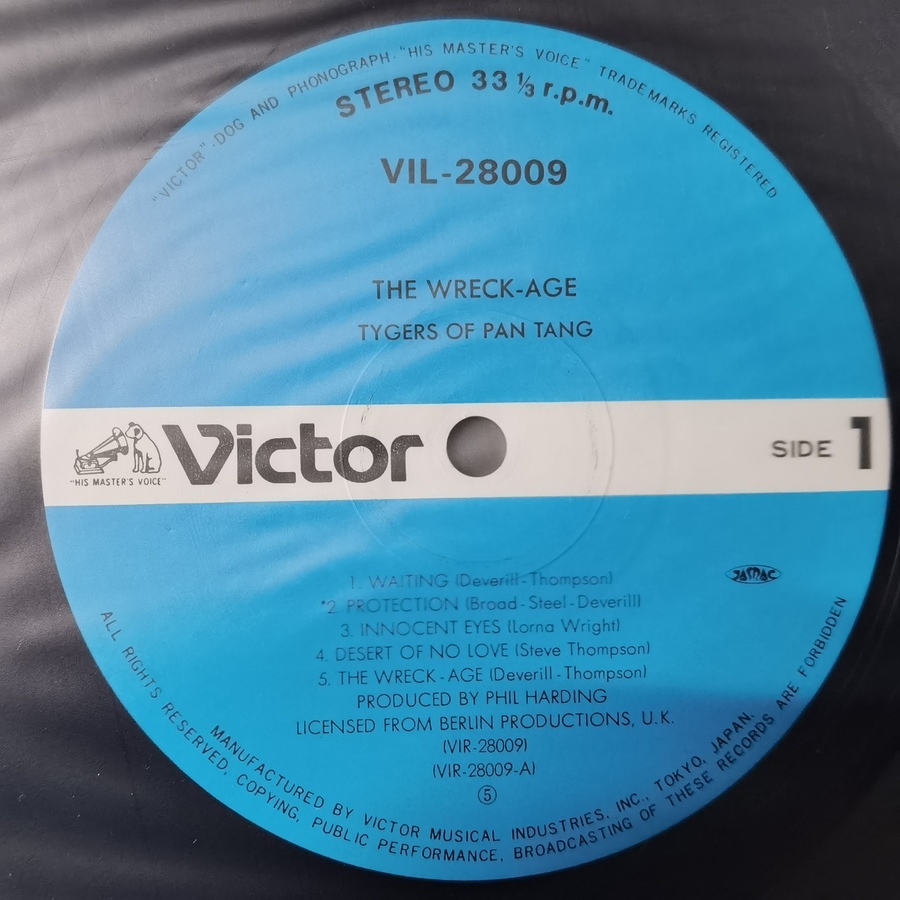 "VICTOR" · DOG AND PHONOGRAPH · "HIS MASTER'S VOICE" TRADE MARKS REGISTERED
STEREO 33 ⅓ r.p.m.
VIL-28009
THE WRECK-AGE
TYGERS OF PAN TANG
"HIS MASTER'S VOICE"
Victor
SIDE 1
1. WAITING (Deverill-Thompson)
*2. PROTECTION (Broad-Steel-Deverill)
3. INNOCENT EYES (Lorna Wright)
4. DESERT OF NO LOVE (Steve Thompson)
5. THE WRECK-AGE (Deverill-Thompson)
PRODUCED BY PHIL HARDING
LICENSED FROM BERLIN PRODUCTIONS, U.K.
(VIR-28009)
(VIR-28009-A)
⑤
JASRAC
MANUFACTURED BY VICTOR MUSICAL INDUSTRIES, INC., TOKYO, JAPAN.
ALL RIGHTS RESERVED, COPYING, PUBLIC PERFORMANCE, BROADCASTING OF THESE RECORDS ARE FORBIDDEN